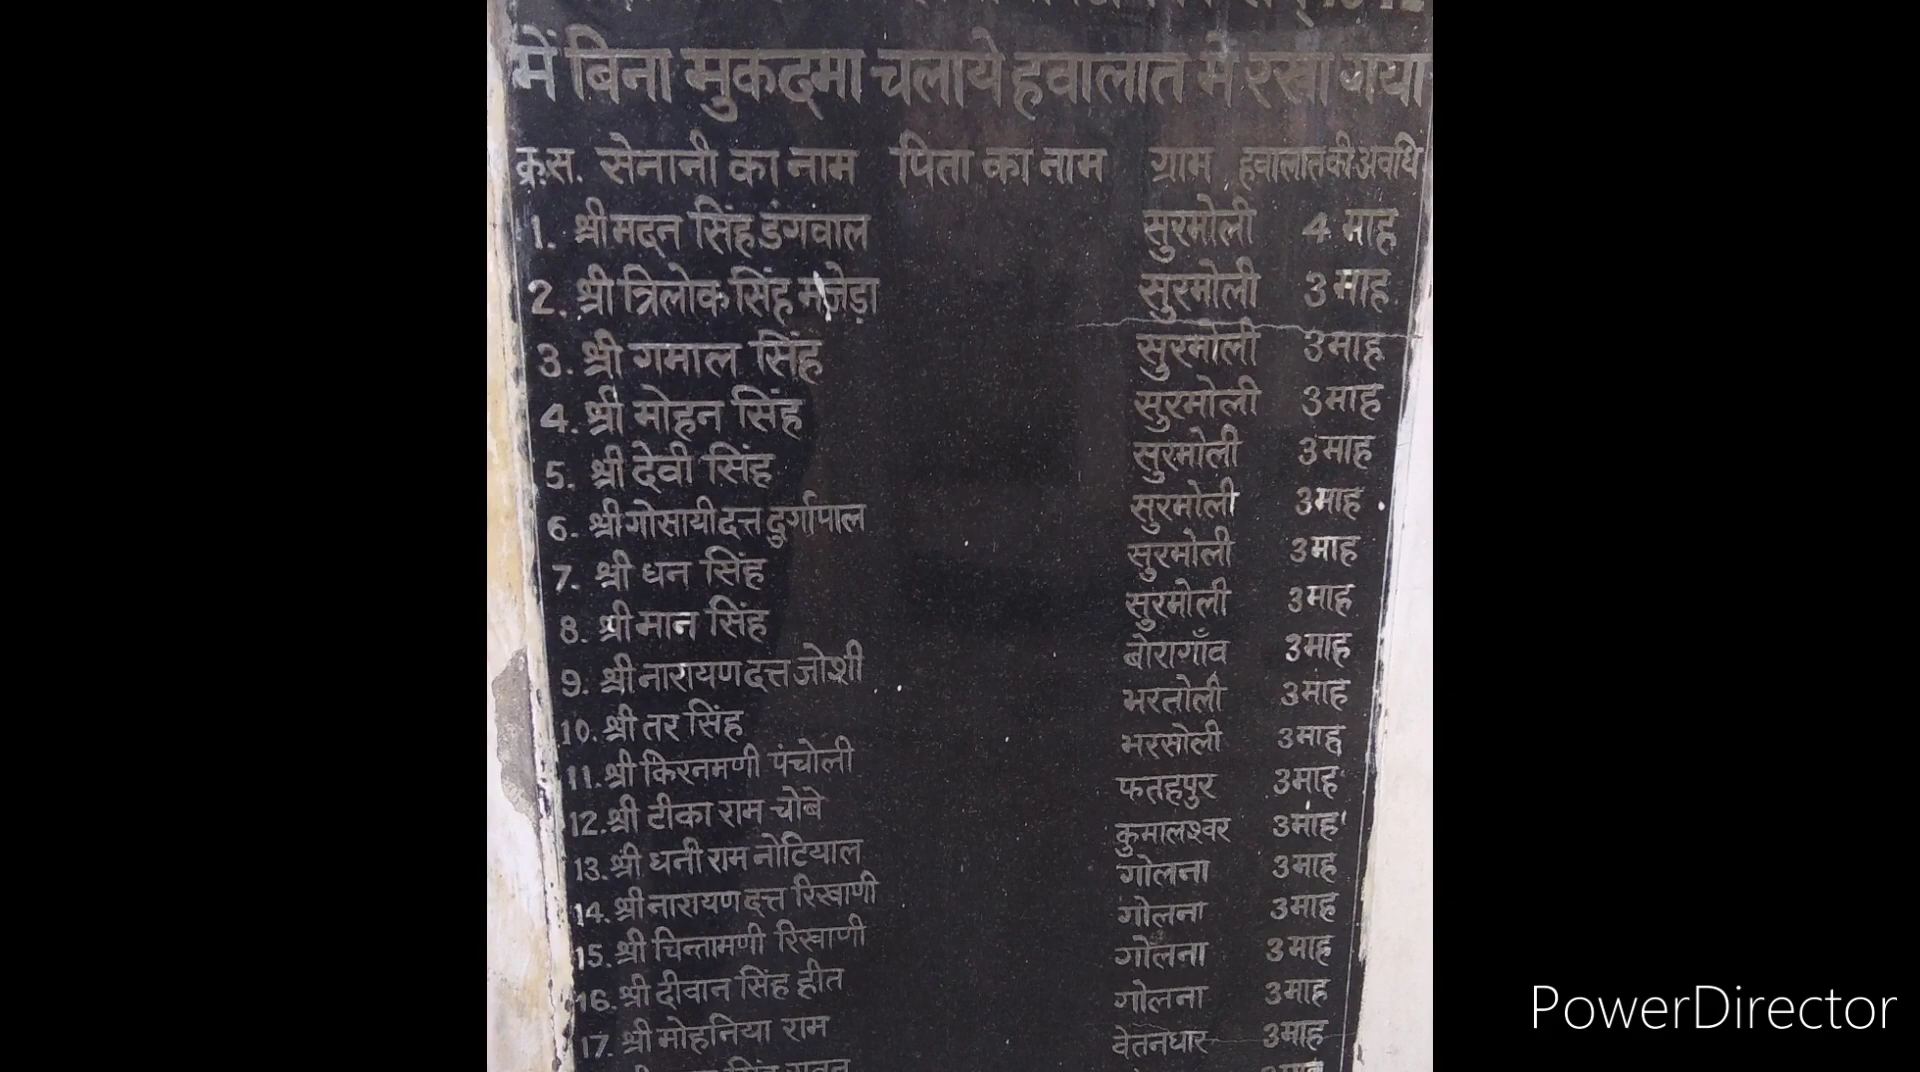 में बिना मुकदमा चलाये हवालात में रखा गया
क्र.स. सेनानी का नाम पिता का नाम ग्राम हवालात की अवधि
1. श्री मदन सिंह डंगवाल सुरमोली 4 माह
2. श्री त्रिलोक सिंह मजेड़ा सुरमोली 3 माह
3. श्री गमाल सिंह सुरमोली 3 माह
4. श्री मोहन सिंह सुरमोली 3 माह
5. श्री देवी सिंह सुरमोली 3 माह
6. श्री गोसायी दत्त दुर्गापाल सुरमोली 3 माह
7. श्री धन सिंह सुरमोली 3 माह
8. श्री मान सिंह सुरमोली 3 माह
9. श्री नारायण दत्त जोशी बोरागाँव 3 माह
10. श्री तर सिंह भरतोली 3 माह
11. श्री किरनमणी पंचोली भरसोली 3 माह
12. श्री टीका राम चोबे फतहपुर 3 माह
13. श्री धनी राम नोटियाल कुमालश्वर 3 माह
14. श्री नारायण दत्त रिखाणी गोलना 3 माह
15. श्री चिन्तामणी रिखाणी गोलना 3 माह
16. श्री दीवान सिंह हीत गोलना 3 माह
17. श्री मोहनिया राम गोलना 3 माह
वेतनधार 3 माह
PowerDirector